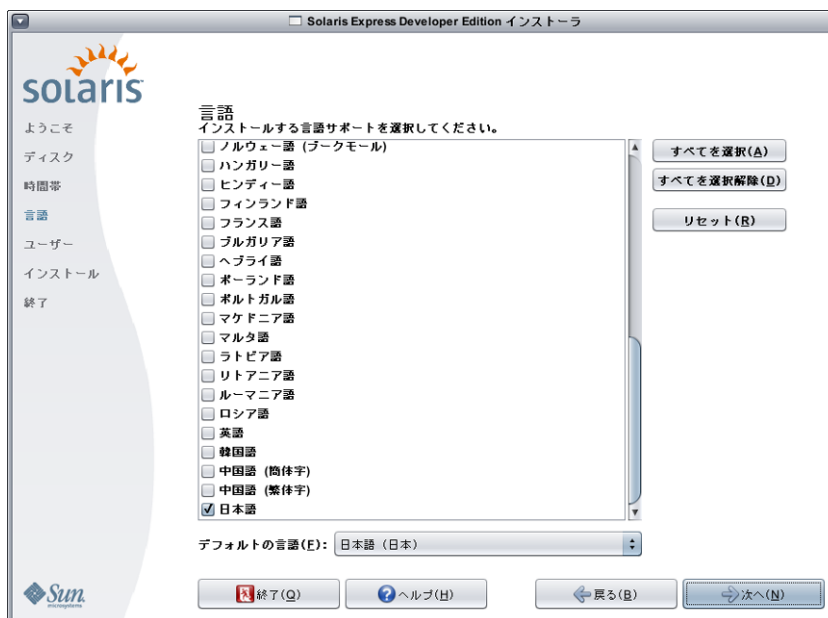 Solaris Express Developer Edition インストーラ
solaris
ようこそ
ディスク
時間帯
言語
ユーザー
インストール
終了
言語
インストールする言語サポートを選択してください。
ノルウェー語 (ブークモール)
ハンガリー語
ヒンディー語
フィンランド語
フランス語
ブルガリア語
ヘブライ語
ポーランド語
ポルトガル語
マケドニア語
マルタ語
ラトビア語
リトアニア語
ルーマニア語
ロシア語
英語
韓国語
中国語 (簡体字)
中国語 (繁体字)
日本語
すべてを選択(A)
すべてを選択解除(D)
リセット(R)
デフォルトの言語(F): 日本語 (日本)
Sun
microsystems
終了(Q)
ヘルプ(H)
戻る(B)
次へ(N)